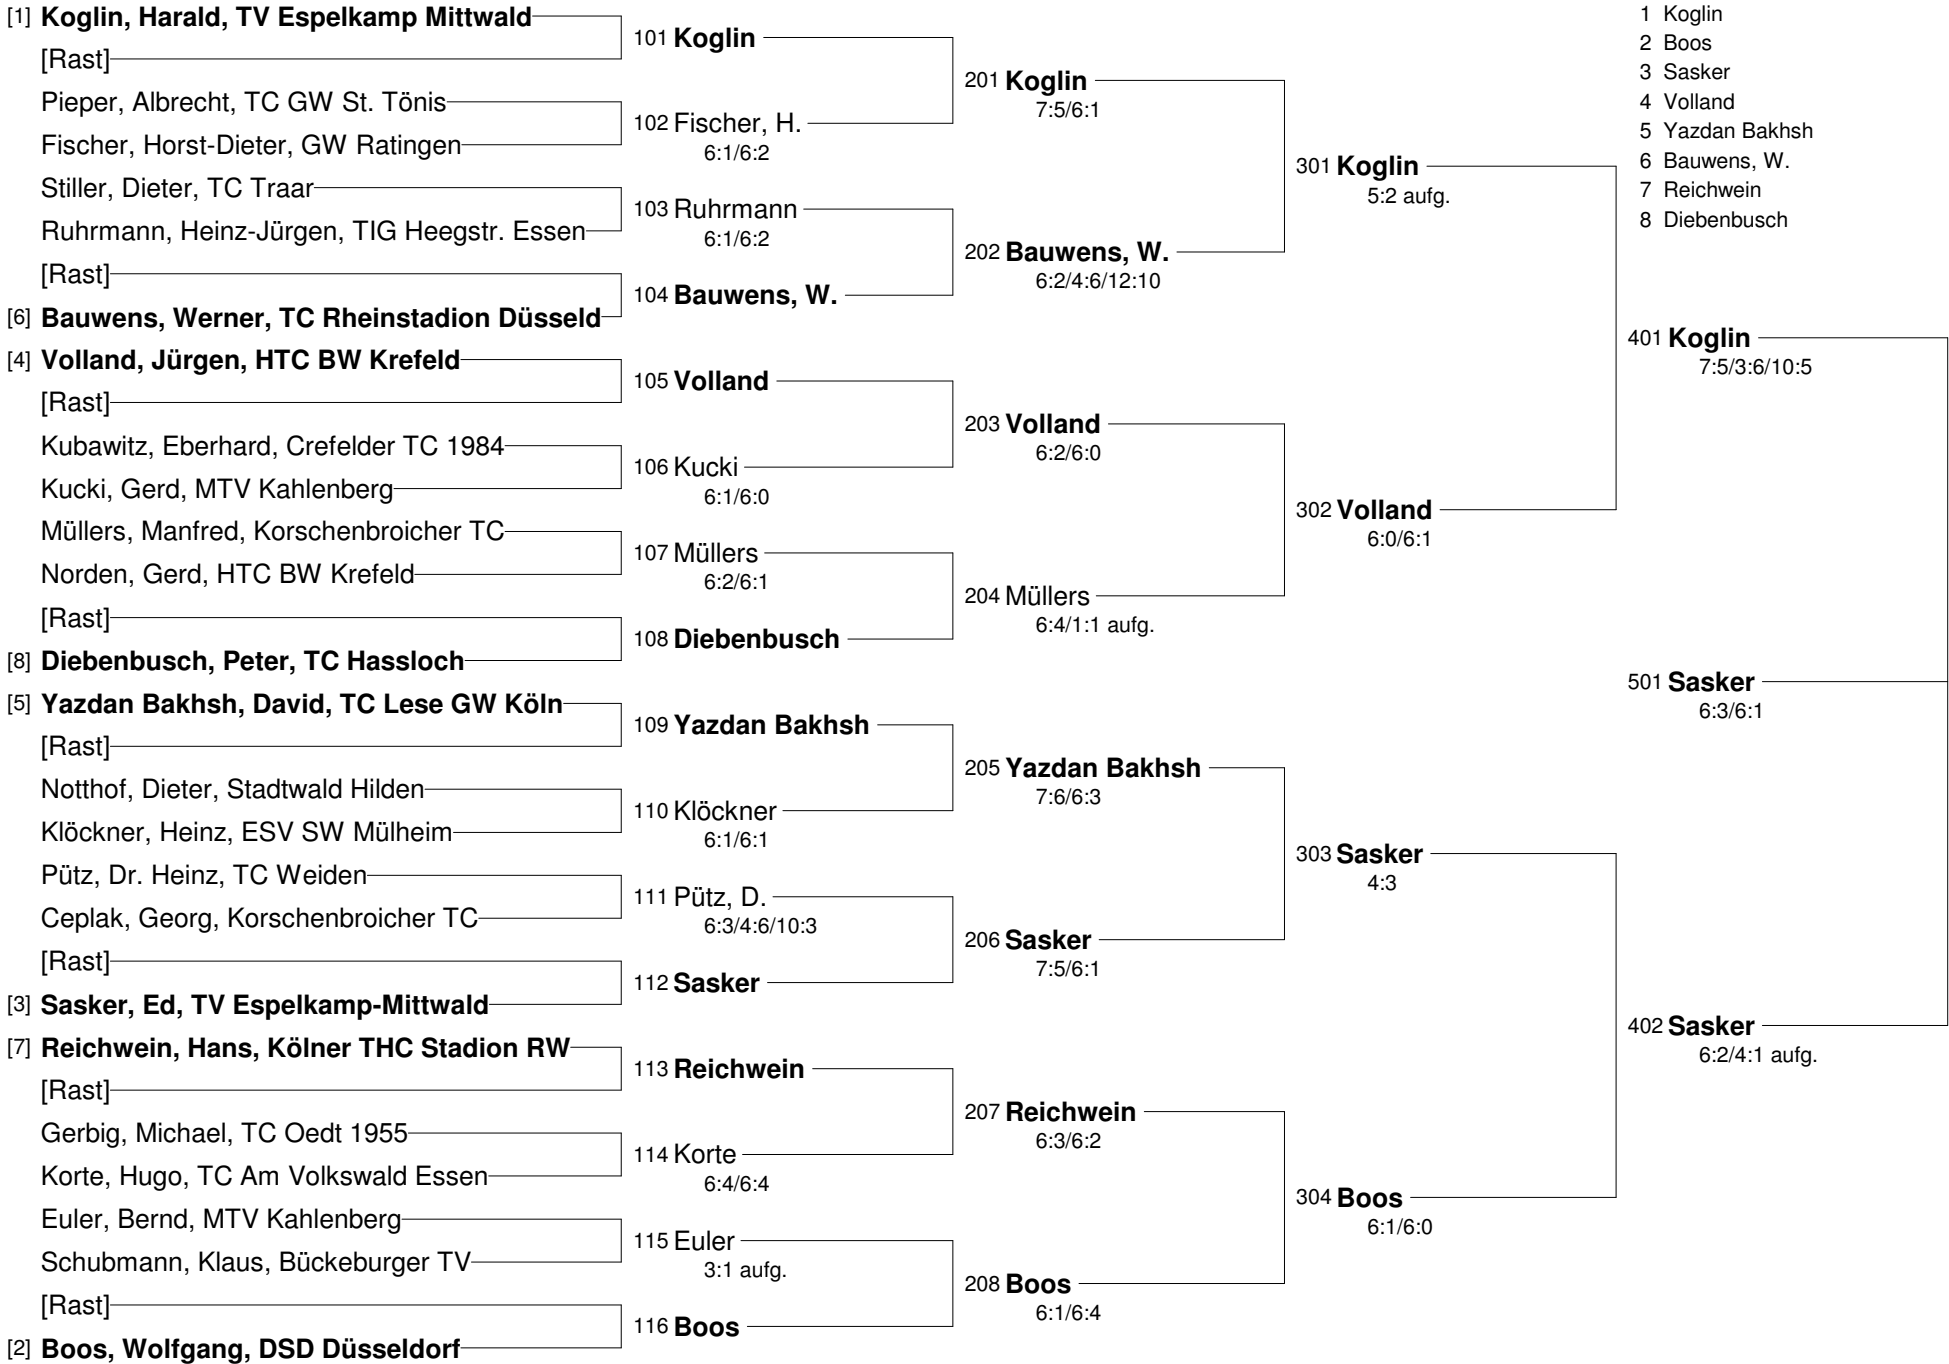 [1] Koglin, Harald, TV Espelkamp Mittwald
[Rast]
Pieper, Albrecht, TC GW St. Tönis
Fischer, Horst-Dieter, GW Ratingen
Stiller, Dieter, TC Traar
Ruhrmann, Heinz-Jürgen, TIG Heegstr. Essen
[Rast]
[6] Bauwens, Werner, TC Rheinstadion Düsseld
[4] Volland, Jürgen, HTC BW Krefeld
[Rast]
Kubawitz, Eberhard, Crefelder TC 1984
Kucki, Gerd, MTV Kahlenberg
Müllers, Manfred, Korschenbroicher TC
Norden, Gerd, HTC BW Krefeld
[Rast]
[8] Diebenbusch, Peter, TC Hassloch
[5] Yazdan Bakhsh, David, TC Lese GW Köln
[Rast]
Notthof, Dieter, Stadtwald Hilden
Klöckner, Heinz, ESV SW Mülheim
Pütz, Dr. Heinz, TC Weiden
Ceplak, Georg, Korschenbroicher TC
[Rast]
[3] Sasker, Ed, TV Espelkamp-Mittwald
[7] Reichwein, Hans, Kölner THC Stadion RW
[Rast]
Gerbig, Michael, TC Oedt 1955
Korte, Hugo, TC Am Volkswald Essen
Euler, Bernd, MTV Kahlenberg
Schubmann, Klaus, Bückeburger TV
[Rast]
[2] Boos, Wolfgang, DSD Düsseldorf
101 Koglin
102 Fischer, H.
6:1/6:2
103 Ruhrmann
6:1/6:2
104 Bauwens, W.
105 Volland
106 Kucki
6:1/6:0
107 Müllers
6:2/6:1
108 Diebenbusch
109 Yazdan Bakhsh
110 Klöckner
6:1/6:1
111 Pütz, D.
6:3/4:6/10:3
112 Sasker
113 Reichwein
114 Korte
6:4/6:4
115 Euler
3:1 aufg.
116 Boos
201 Koglin
7:5/6:1
202 Bauwens, W.
6:2/4:6/12:10
203 Volland
6:2/6:0
204 Müllers
6:4/1:1 aufg.
205 Yazdan Bakhsh
7:6/6:3
206 Sasker
7:5/6:1
207 Reichwein
6:3/6:2
208 Boos
6:1/6:4
301 Koglin
5:2 aufg.
302 Volland
6:0/6:1
303 Sasker
4:3
304 Boos
6:1/6:0
401 Koglin
7:5/3:6/10:5
501 Sasker
6:3/6:1
402 Sasker
6:2/4:1 aufg.
1 Koglin
2 Boos
3 Sasker
4 Volland
5 Yazdan Bakhsh
6 Bauwens, W.
7 Reichwein
8 Diebenbusch